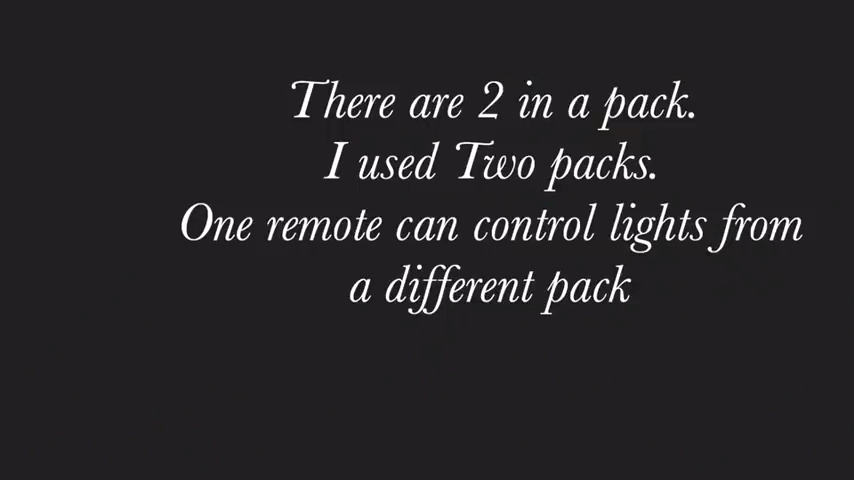 There are 2 in a pack.
I used Two packs.
One remote can control lights from
a different pack